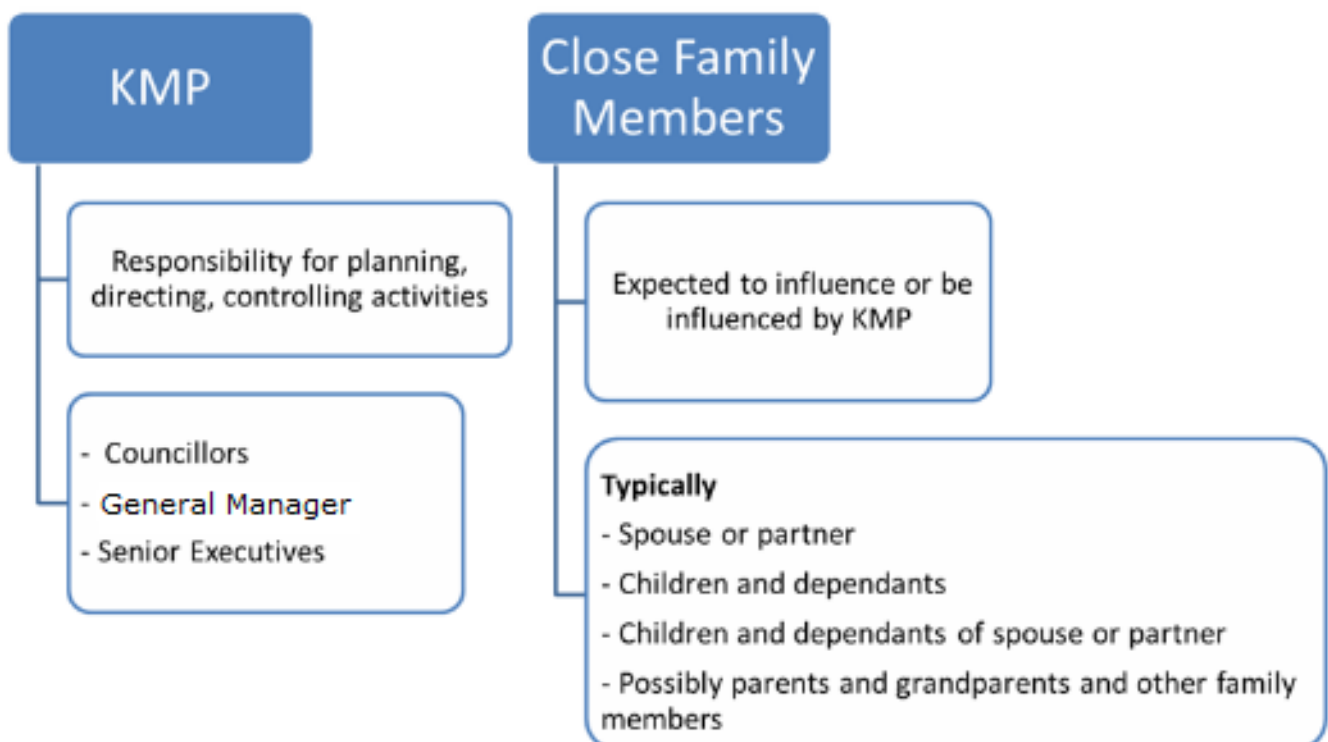 KMP
Responsibility for planning,
directing, controlling activities
- Councillors
- General Manager
- Senior Executives
Close Family
Members
Expected to influence or be
influenced by KMP
Typically
- Spouse or partner
- Children and dependants
- Children and dependants of spouse or partner
- Possibly parents and grandparents and other family
members